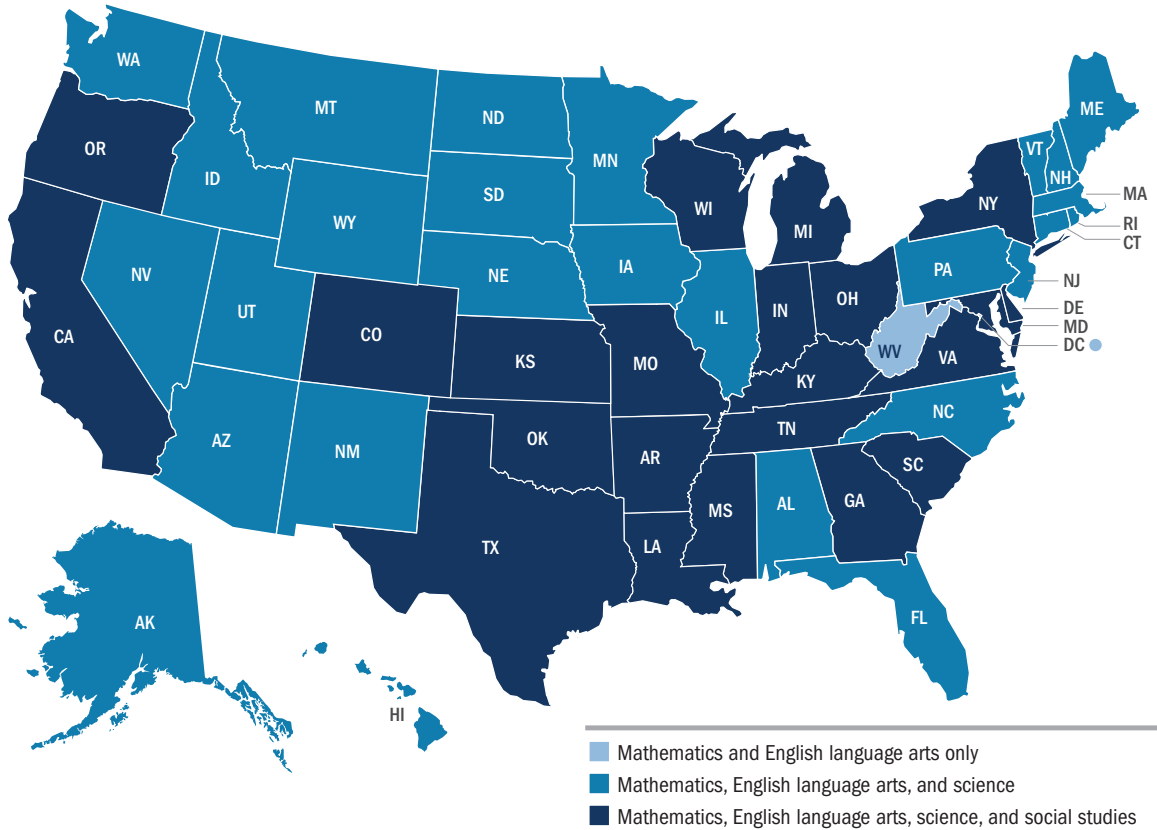 WA
MT
ND
MN
ME
VT
NH
OR
ID
SD
WI
MI
NY
MA
RI
CT
WY
NV
UT
NE
IA
PA
NJ
CA
CO
KS
MO
IL
IN
OH
DE
MD
DC
WV
VA
KY
NC
TN
AZ
NM
OK
AR
SC
MS
AL
GA
TX
LA
FL
AK
HI
Mathematics and English language arts only
Mathematics, English language arts, and science
Mathematics, English language arts, science, and social studies